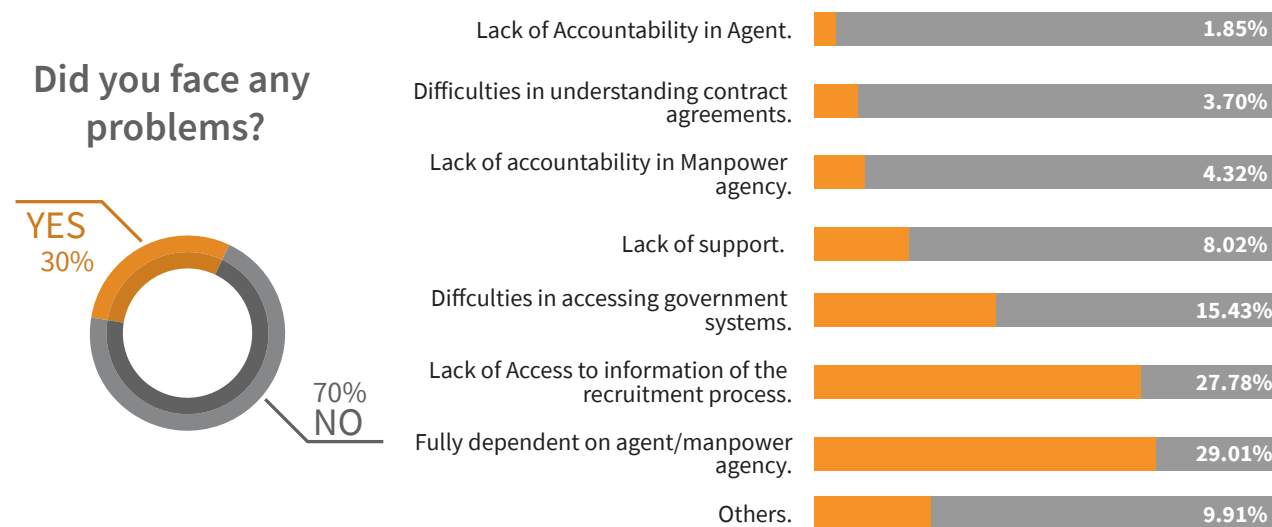 Did you face any
problems?
YES
30%
70%
NO
Lack of Accountability in Agent.
1.85%
Difficulties in understanding contract
agreements.
3.70%
Lack of accountability in Manpower
agency.
4.32%
Lack of support.
8.02%
Diffculties in accessing government
systems.
15.43%
Lack of Access to information of the
recruitment process.
27.78%
Fully dependent on agent/manpower
agency.
29.01%
Others.
9.91%